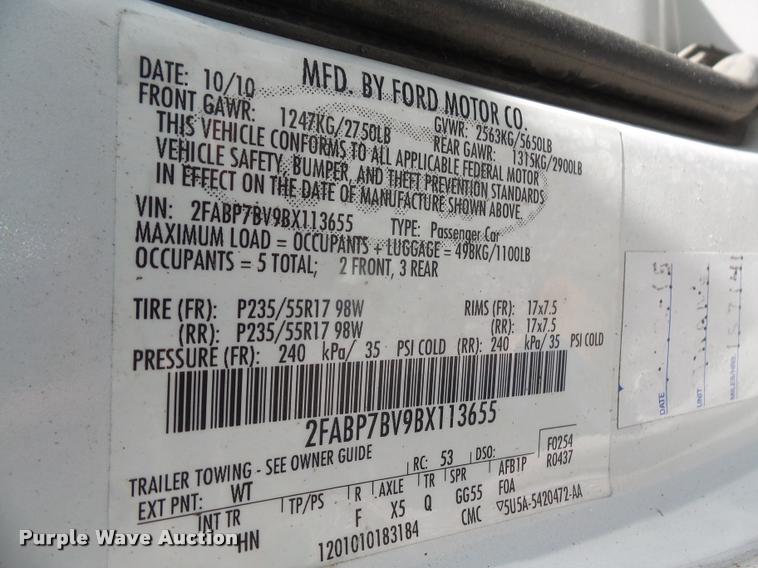 MFD. BY FORD MOTOR CO.
DATE: 10/10
FRONT GAWR: 1247KG/2750LB
GVWR: 2563KG/5650LB
REAR GAWR: 1315KG/2900LB
THIS VEHICLE CONFORMS TO ALL APPLICABLE FEDERAL MOTOR
VEHICLE SAFETY, BUMPER, AND THEFT PREVENTION STANDARDS
IN EFFECT ON THE DATE OF MANUFACTURE SHOWN ABOVE.
VIN: 2FABP7BV9BX113655 TYPE: Passenger Car
MAXIMUM LOAD = OCCUPANTS + LUGGAGE = 498KG/1100LB
OCCUPANTS = 5 TOTAL; 2 FRONT, 3 REAR
TIRE (FR): P235/55R17 98W RIMS (FR): 17x7.5
(RR): P235/55R17 98W (RR): 17x7.5
PRESSURE (FR): 240 kPa/ 35 PSI COLD (RR): 240 kPa/ 35 PSI COLD
2FABP7BV9BX113655
TRAILER TOWING - SEE OWNER GUIDE
RC: 53 DSO:
F0254
R0437
EXT PNT: WT
INT TR TP/PS R AXLE TR SPR AFB1P
HN F X5 Q GG55 F0A
1201010183184 CMC ▽5U5A-5420472-AA
DATE
UNIT
MILES/HRS
Purple Wave Auction